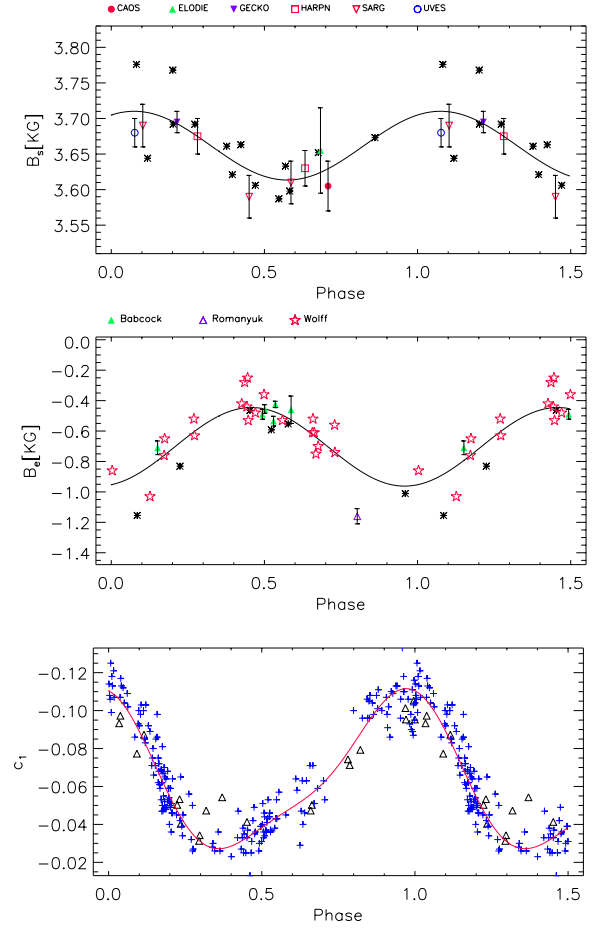 CAOS ELODIE GECKO HARPN SARG UVES
3.80
3.75
3.70
3.65
3.60
3.55
B_s[KG]
0.0 0.5 1.0 1.5
Phase
Babcock Romanyuk Wolff
0.0
−0.2
−0.4
−0.6
−0.8
−1.0
−1.2
−1.4
B_e[KG]
0.0 0.5 1.0 1.5
Phase
−0.12
−0.10
−0.08
−0.06
−0.04
−0.02
c_1
0.0 0.5 1.0 1.5
Phase